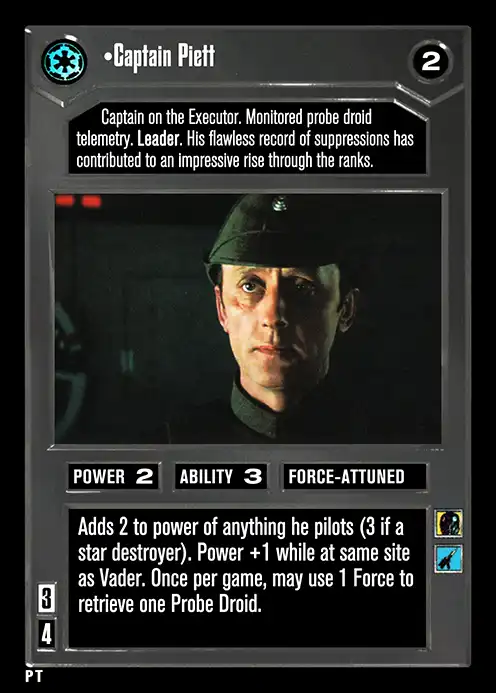 •Captain Piett
2
Captain on the Executor. Monitored probe droid
telemetry. Leader. His flawless record of suppressions has
contributed to an impressive rise through the ranks.
POWER 2
ABILITY 3
FORCE-ATTUNED
Adds 2 to power of anything he pilots (3 if a
star destroyer). Power +1 while at same site
as Vader. Once per game, may use 1 Force to
retrieve one Probe Droid.
3
4
PT